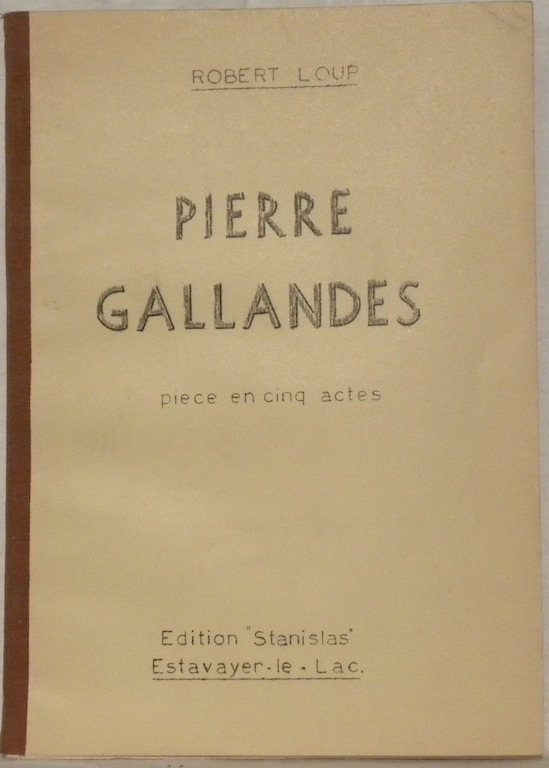 ROBERT LOUP
PIERRE
GALLANDES
piece en cinq actes
Edition "Stanislas"
Estavayer-le-Lac.